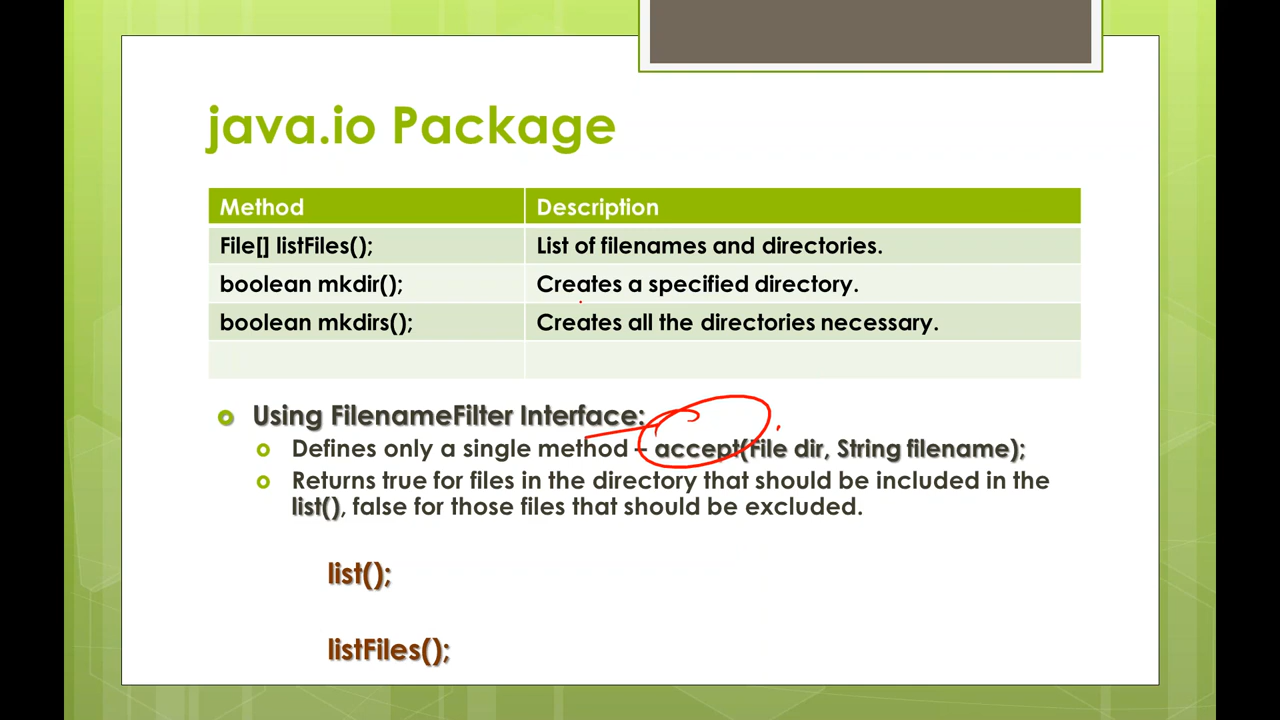 java.io Package
Method Description
File[] listFiles(); List of filenames and directories.
boolean mkdir(); Creates a specified directory.
boolean mkdirs(); Creates all the directories necessary.
Using FilenameFilter Interface:
Defines only a single method – accept(File dir, String filename);
Returns true for files in the directory that should be included in the
list(), false for those files that should be excluded.
list();
listFiles();